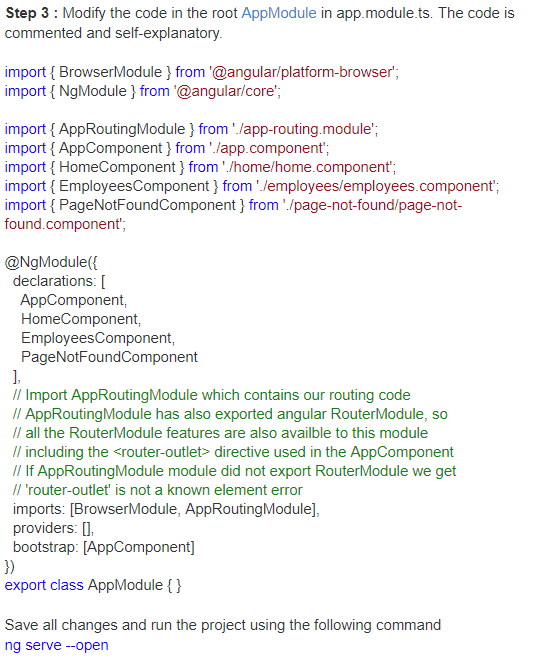 Step 3 : Modify the code in the root AppModule in app.module.ts. The code is
commented and self-explanatory.
import { BrowserModule } from '@angular/platform-browser';
import { NgModule } from '@angular/core';
import { AppRoutingModule } from './app-routing.module';
import { AppComponent } from './app.component';
import { HomeComponent } from './home/home.component';
import { EmployeesComponent } from './employees/employees.component';
import { PageNotFoundComponent } from './page-not-found/page-not-
found.component';
@NgModule({
declarations: [
AppComponent,
HomeComponent,
EmployeesComponent,
PageNotFoundComponent
],
// Import AppRoutingModule which contains our routing code
// AppRoutingModule has also exported angular RouterModule, so
// all the RouterModule features are also availble to this module
// including the <router-outlet> directive used in the AppComponent
// If AppRoutingModule module did not export RouterModule we get
// 'router-outlet' is not a known element error
imports: [BrowserModule, AppRoutingModule],
providers: [],
bootstrap: [AppComponent]
})
export class AppModule { }
Save all changes and run the project using the following command
ng serve --open